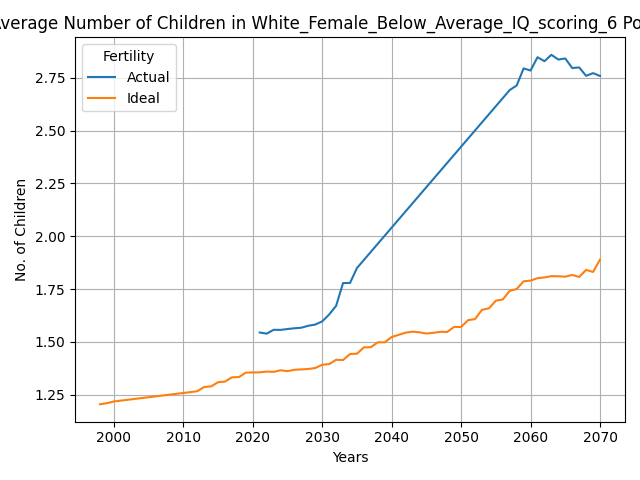 Average Number of Children in White_Female_Below_Average_IQ_scoring_6 Po
Fertility
Actual
Ideal
No. of Children
2.75
2.50
2.25
2.00
1.75
1.50
1.25
2000 2010 2020 2030 2040 2050 2060 2070
Years